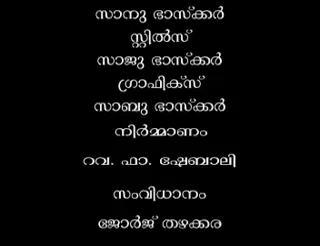 സാനു ഭാസ്ക്കർ
സ്റ്റിൽസ്
സാജു ഭാസ്ക്കർ
ഗ്രാഫിക്സ്
സാബു ഭാസ്ക്കർ
നിർമ്മാണം
റവ. ഫാ. ഷേബാലി
സംവിധാനം
ജോർജ് തഴക്കര